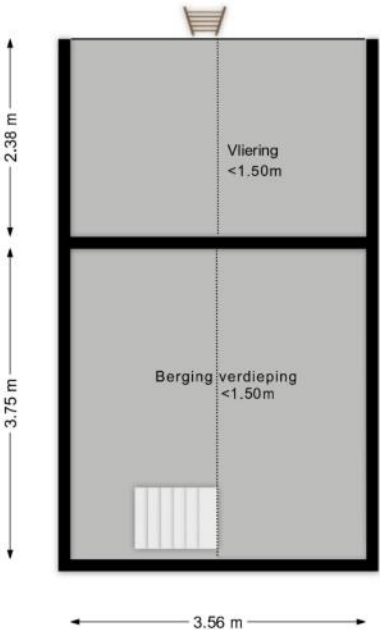 2.38 m
Vliering
<1.50m
3.75 m
Berging verdieping
<1.50m
3.56 m